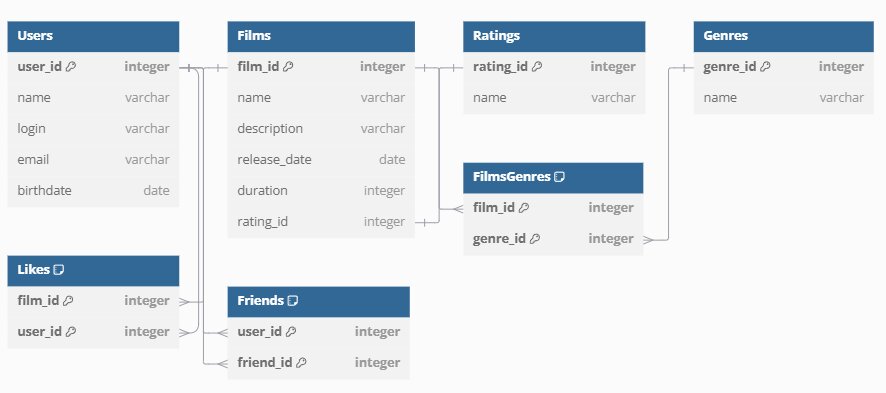 Users
user_id integer
name varchar
login varchar
email varchar
birthdate date
Films
film_id integer
name varchar
description varchar
release_date date
duration integer
rating_id integer
Ratings
rating_id integer
name varchar
Genres
genre_id integer
name varchar
FilmsGenres
film_id integer
genre_id integer
Likes
film_id integer
user_id integer
Friends
user_id integer
friend_id integer